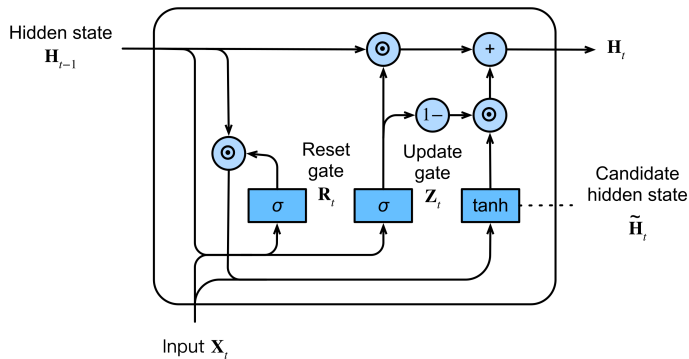 Hidden state
H_{t−1}
⊙
+
H_t
1−
⊙
⊙
Reset
gate
R_t
Update
gate
Z_t
σ
σ
tanh
Candidate
hidden state
H̃_t
Input X_t